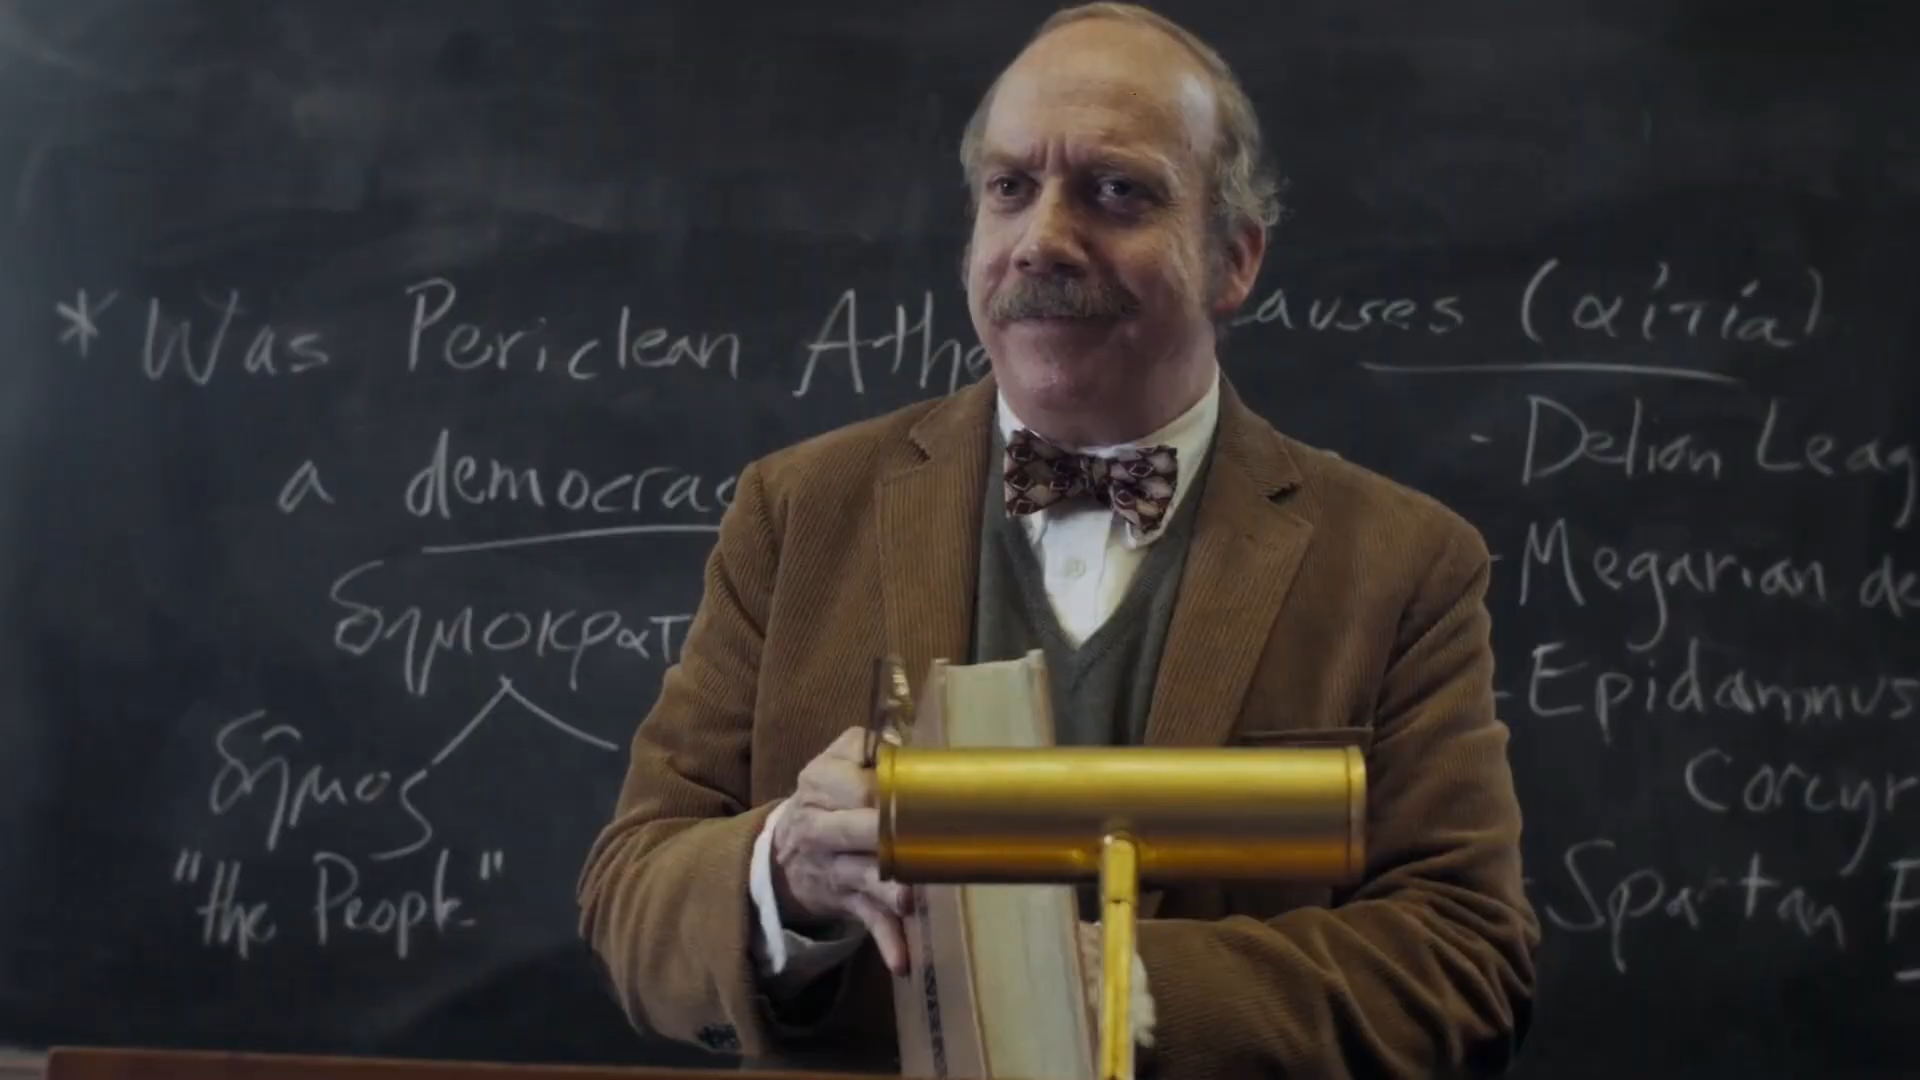 * Was Periclean Athe
a democrac
δημοκρατ
δῆμος
"the People"
auses (αἰτία)
- Delian Leag
- Megarian de
- Epidamnus
Corcyr
- Spartan F